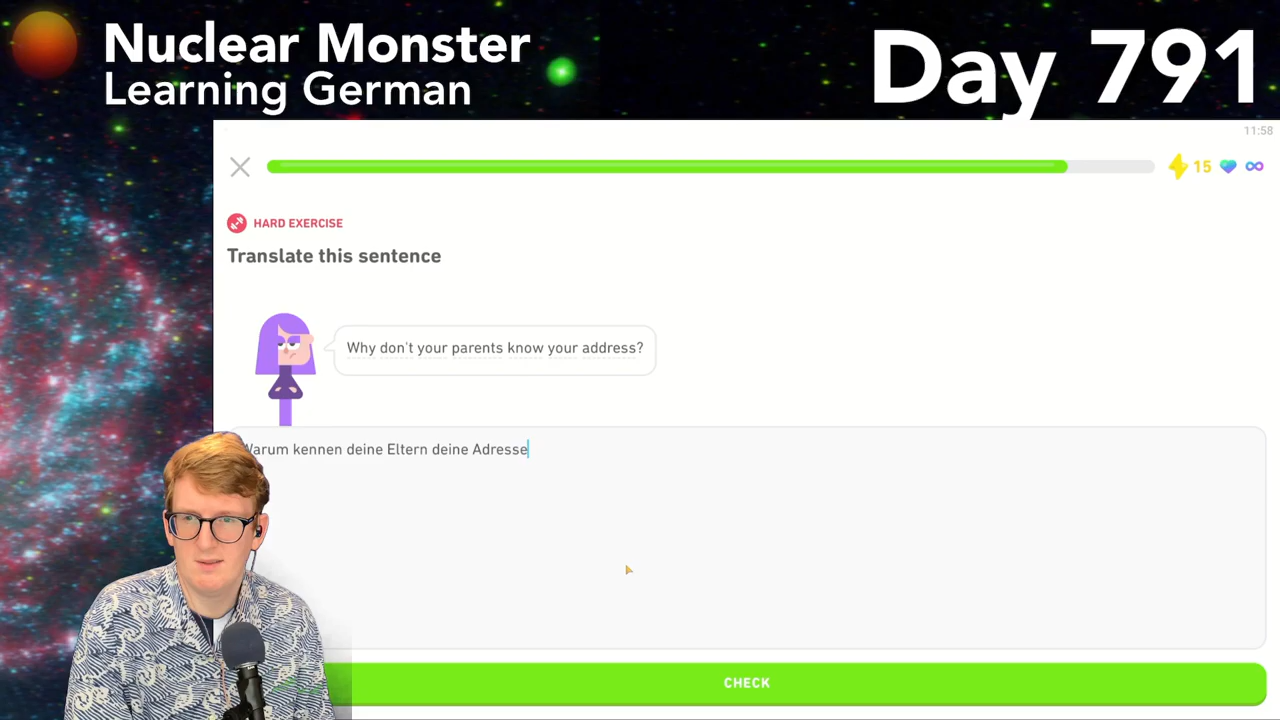 Nuclear Monster
Learning German
Day 791
11:58
15
HARD EXERCISE
Translate this sentence
Why don't your parents know your address?
Warum kennen deine Eltern deine Adresse
CHECK